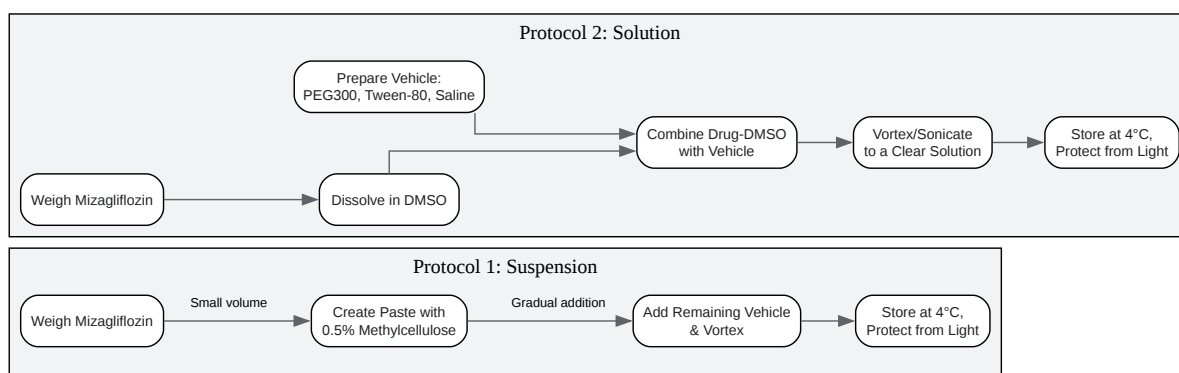 Protocol 2: Solution
Prepare Vehicle:
PEG300, Tween-80, Saline
Combine Drug-DMSO
with Vehicle
Vortex/Sonicate
to a Clear Solution
Store at 4°C,
Protect from Light
Weigh Mizagliflozin
Dissolve in DMSO
Protocol 1: Suspension
Weigh Mizagliflozin
Small volume
Create Paste with
0.5% Methylcellulose
Gradual addition
Add Remaining Vehicle
& Vortex
Store at 4°C,
Protect from Light